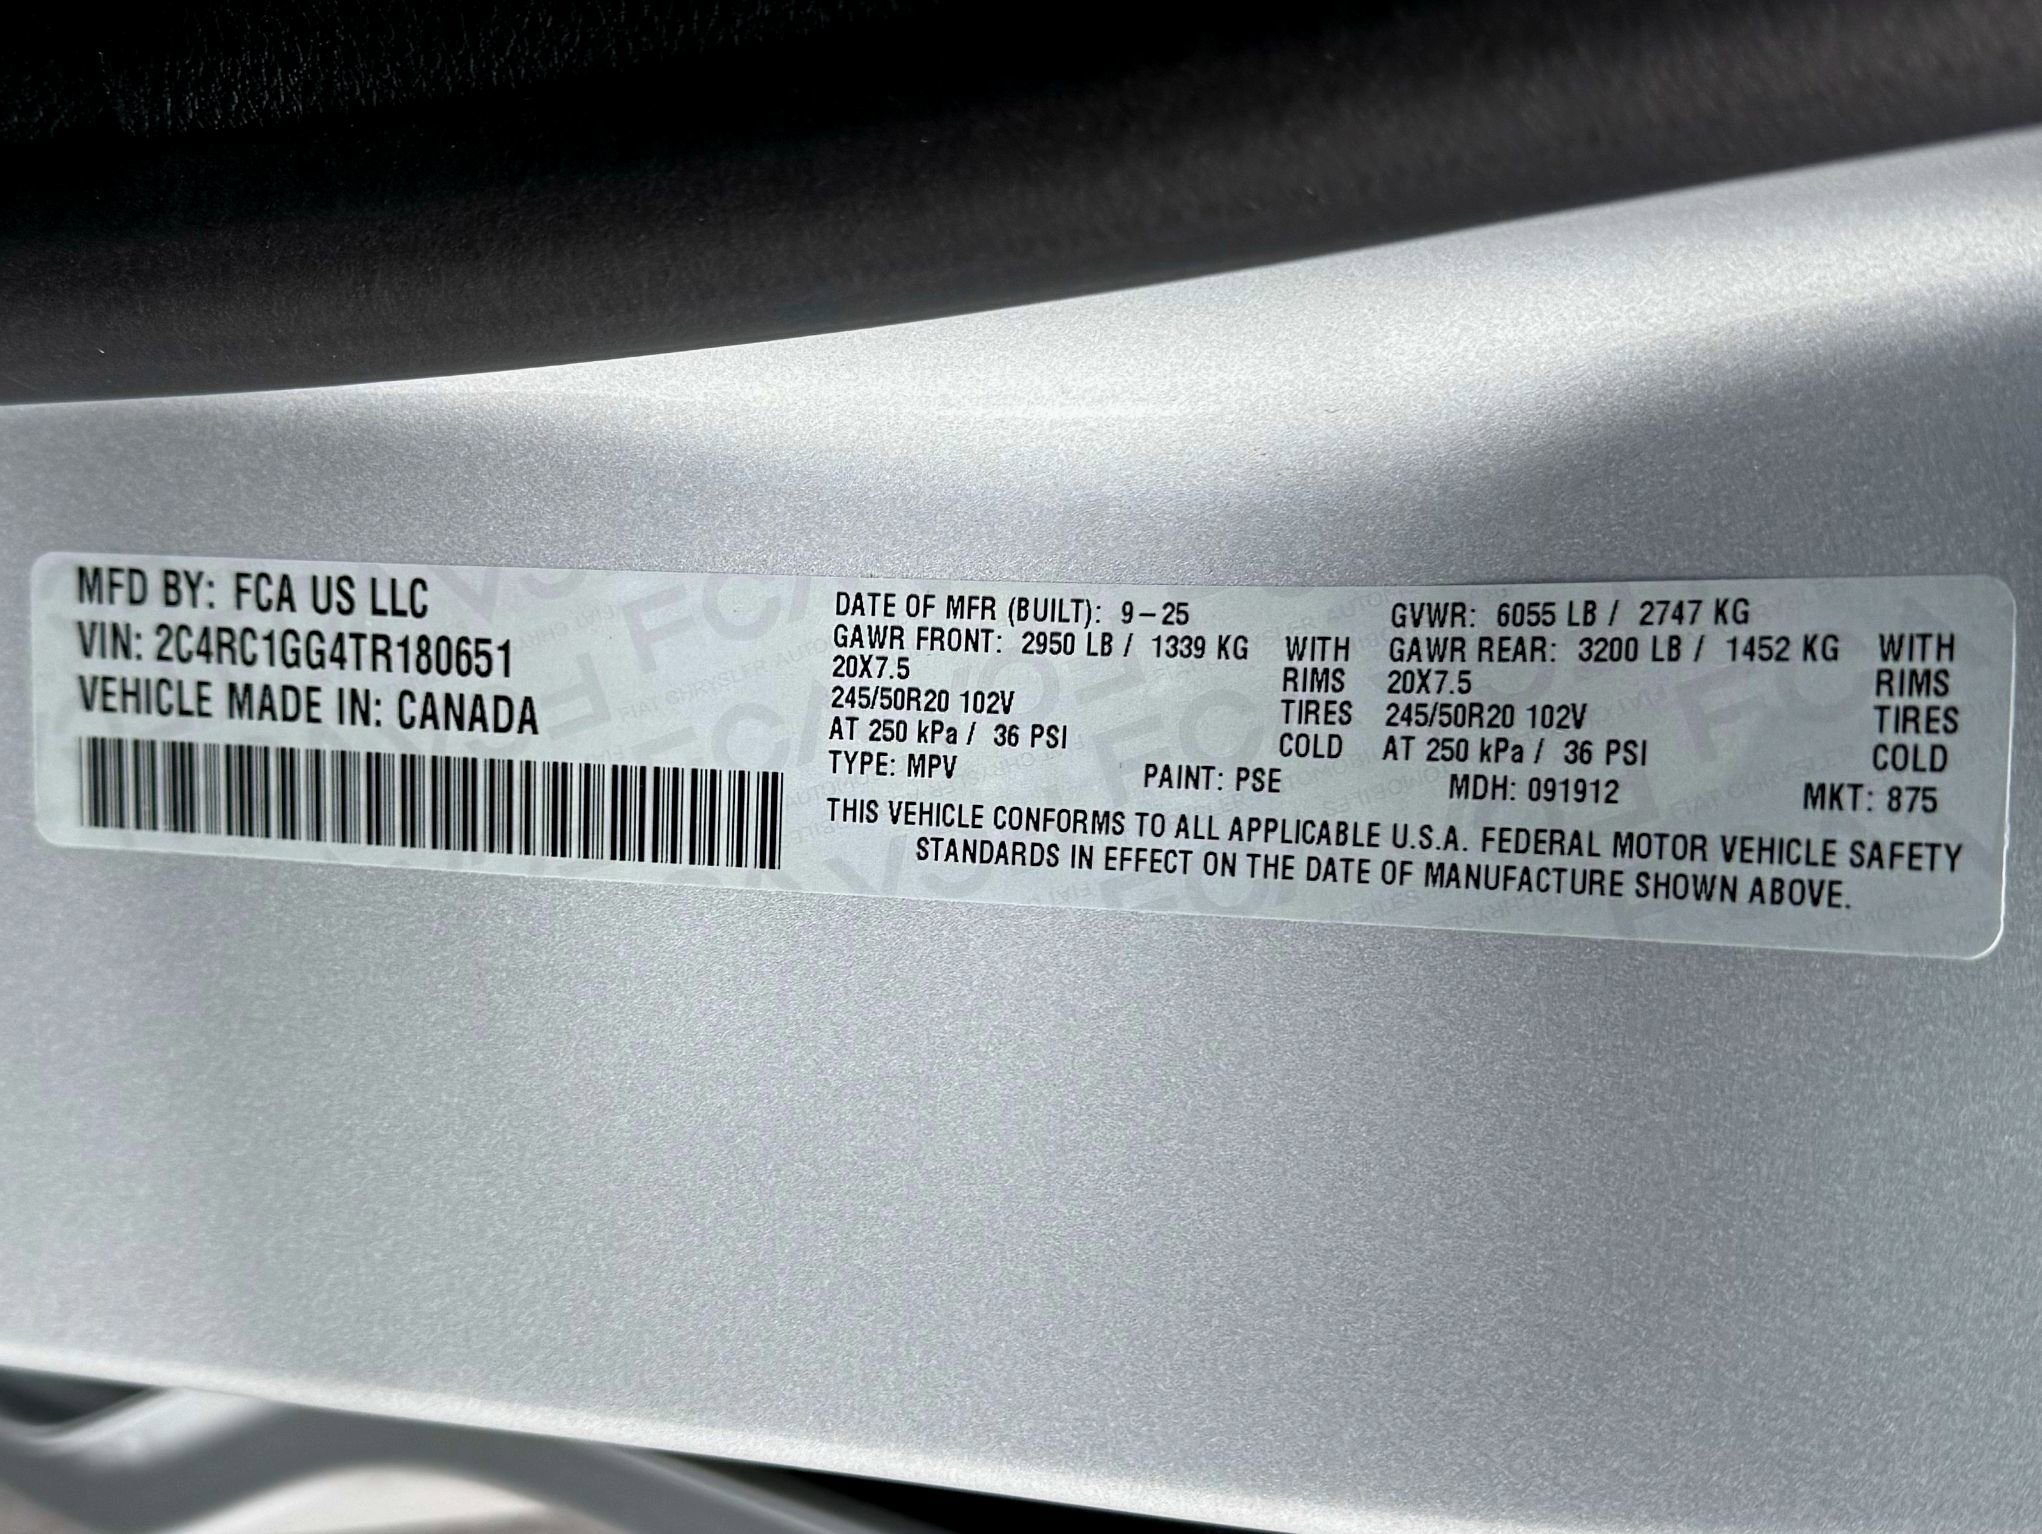 MFD BY: FCA US LLC
VIN: 2C4RC1GG4TR180651
VEHICLE MADE IN: CANADA
DATE OF MFR (BUILT): 9-25 GVWR: 6055 LB / 2747 KG
GAWR FRONT: 2950 LB / 1339 KG WITH GAWR REAR: 3200 LB / 1452 KG WITH
20X7.5 RIMS 20X7.5 RIMS
245/50R20 102V TIRES 245/50R20 102V TIRES
AT 250 kPa / 36 PSI COLD AT 250 kPa / 36 PSI COLD
TYPE: MPV PAINT: PSE MDH: 091912 MKT: 875
THIS VEHICLE CONFORMS TO ALL APPLICABLE U.S.A. FEDERAL MOTOR VEHICLE SAFETY
STANDARDS IN EFFECT ON THE DATE OF MANUFACTURE SHOWN ABOVE.